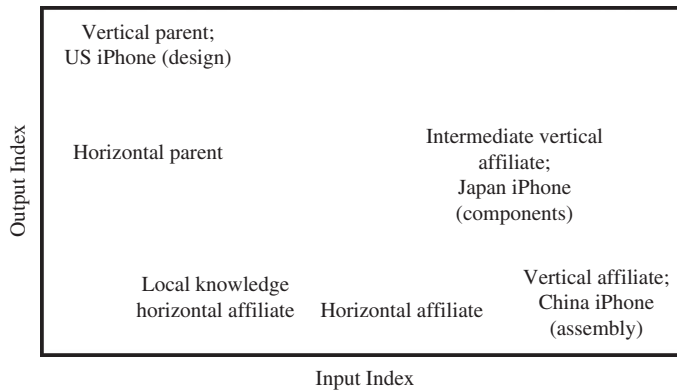 Vertical parent;
US iPhone (design)
Output Index
Horizontal parent
Intermediate vertical
affiliate;
Japan iPhone
(components)
Local knowledge
horizontal affiliate
Horizontal affiliate
Vertical affiliate;
China iPhone
(assembly)
Input Index